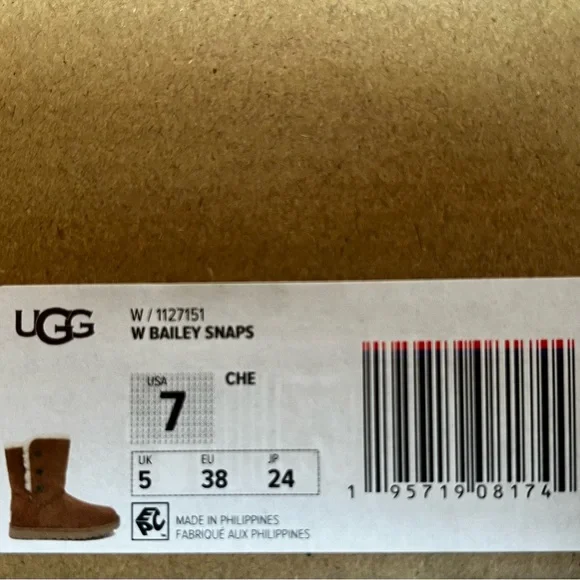 UGG
W / 1127151
W BAILEY SNAPS
USA
7
CHE
UK EU JP
5 38 24
MADE IN PHILIPPINES
FABRIQUÉ AUX PHILIPPINES
1 95719 08174